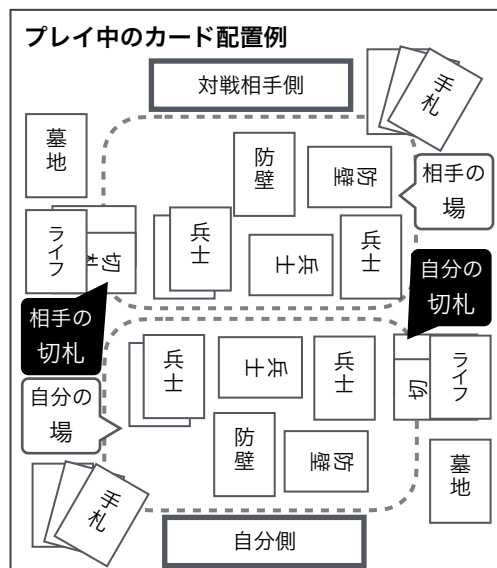 プレイ中のカード配置例
対戦相手側
手札
墓地
防壁
防壁
相手の
場
ライフ
切札
兵士
兵士
兵士
自分の
切札
相手の
切札
兵士
兵士
兵士
切
ライフ
自分の
場
防壁
防壁
墓地
手札
自分側